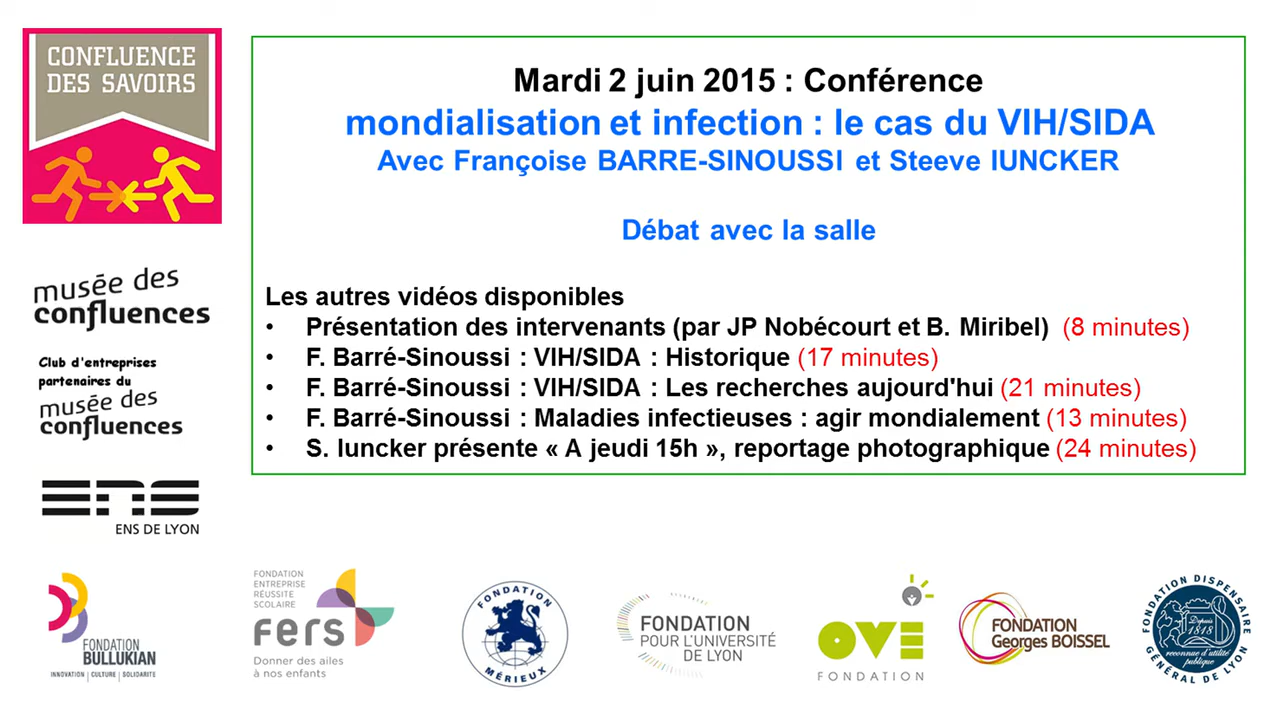 CONFLUENCE
DES SAVOIRS
Mardi 2 juin 2015 : Conférence
mondialisation et infection : le cas du VIH/SIDA
Avec Françoise BARRE-SINOUSSI et Steeve IUNCKER
Débat avec la salle
Les autres vidéos disponibles
• Présentation des intervenants (par JP Nobécourt et B. Miribel) (8 minutes)
• F. Barré-Sinoussi : VIH/SIDA : Historique (17 minutes)
• F. Barré-Sinoussi : VIH/SIDA : Les recherches aujourd'hui (21 minutes)
• F. Barré-Sinoussi : Maladies infectieuses : agir mondialement (13 minutes)
• S. Iuncker présente « A jeudi 15h », reportage photographique (24 minutes)
musée des
confluences
Club d'entreprises
partenaires du
musée des
confluences
ENS
ENS DE LYON
FONDATION
BULLUKIAN
INNOVATION | CULTURE | SOLIDARITE
FONDATION
ENTREPRISE
RÉUSSITE
SCOLAIRE
fers
Donner des ailes
à nos enfants
FONDATION
MÉRIEUX
FONDATION
POUR L'UNIVERSITÉ
DE LYON
OVE
FONDATION
FONDATION
Georges BOISSEL
FONDATION DISPENSAIRE
GÉNÉRAL DE LYON
Depuis
1818
reconnue d'utilité
publique